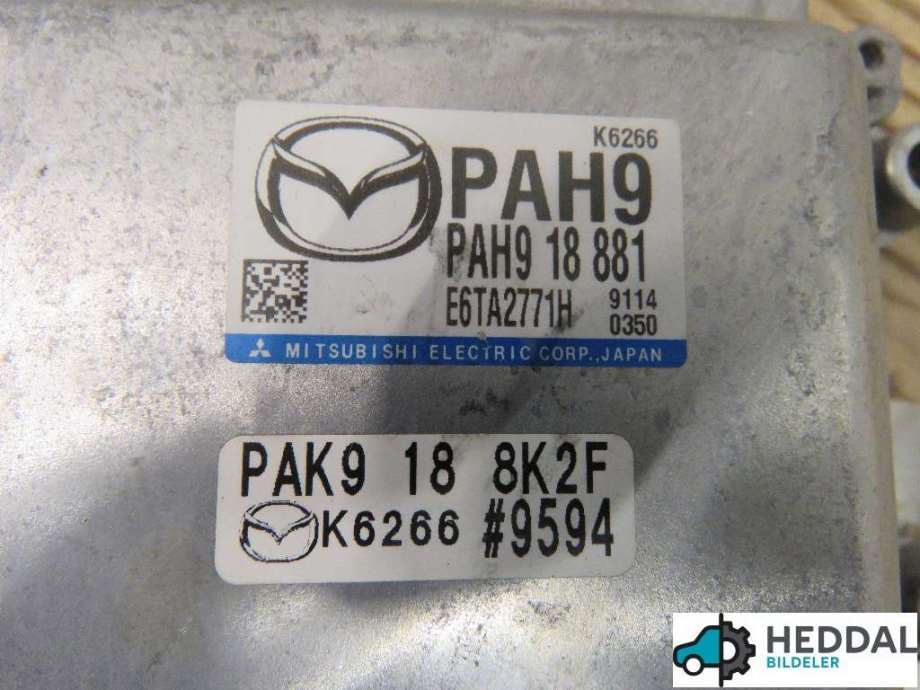 K6266
PAH9
PAH9 18 881
E6TA2771H 9114
0350
MITSUBISHI ELECTRIC CORP.,JAPAN
PAK9 18 8K2F
K6266 #9594
HEDDAL
BILDELER